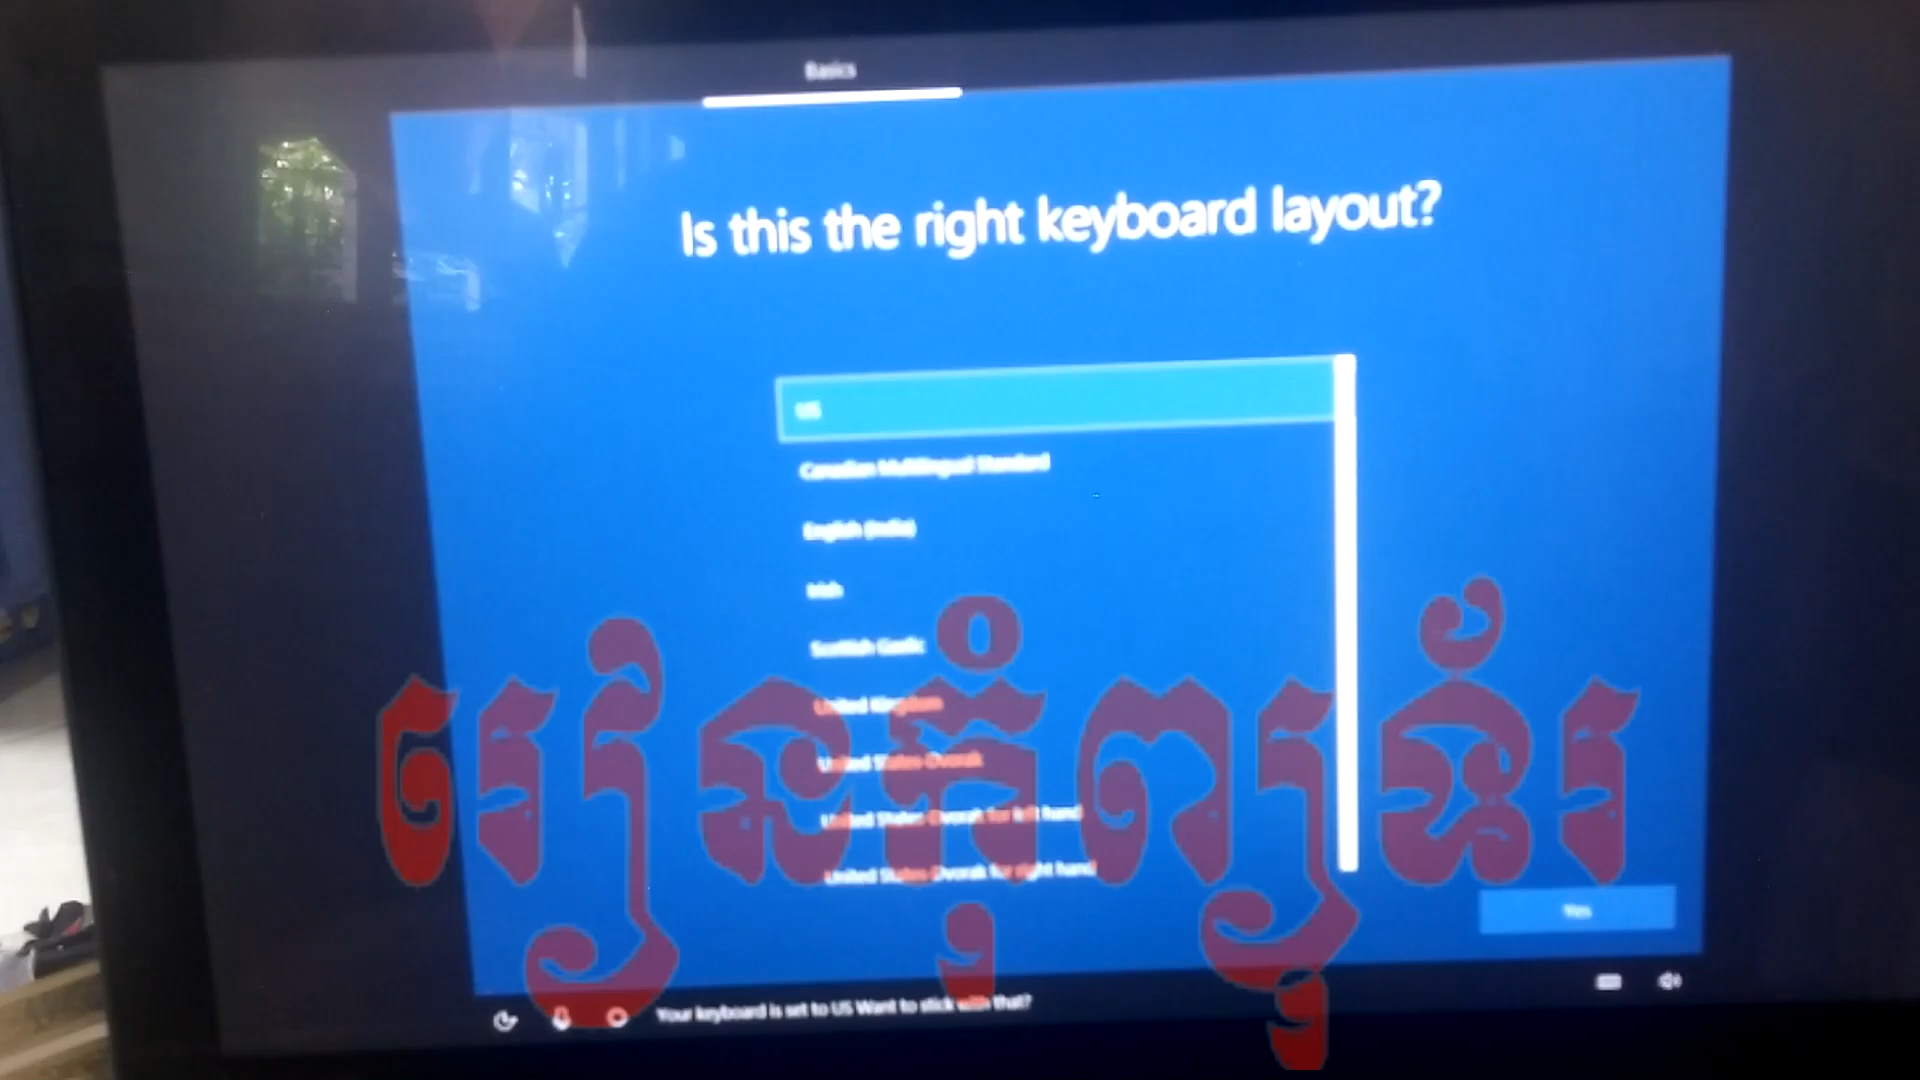 Basics
Is this the right keyboard layout?
US
Canadian Multilingual Standard
English (India)
Irish
Scottish Gaelic
United Kingdom
United States-Dvorak
United States-Dvorak for left hand
United States-Dvorak for right hand
រៀនកុំព្យូទ័រ
Yes
Your keyboard is set to US Want to stick with that?